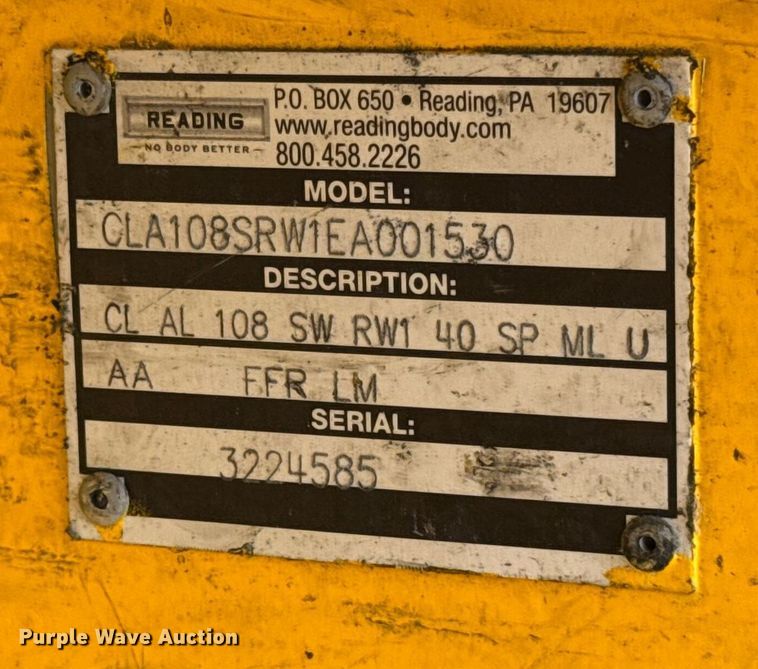 READING
NO BODY BETTER
P.O. BOX 650 • Reading, PA 19607
www.readingbody.com
800.458.2226
MODEL:
CLA108SRW1EA001530
DESCRIPTION:
CL AL 108 SW RW1 40 SP ML U
AA FFR LM
SERIAL:
3224585
Purple Wave Auction